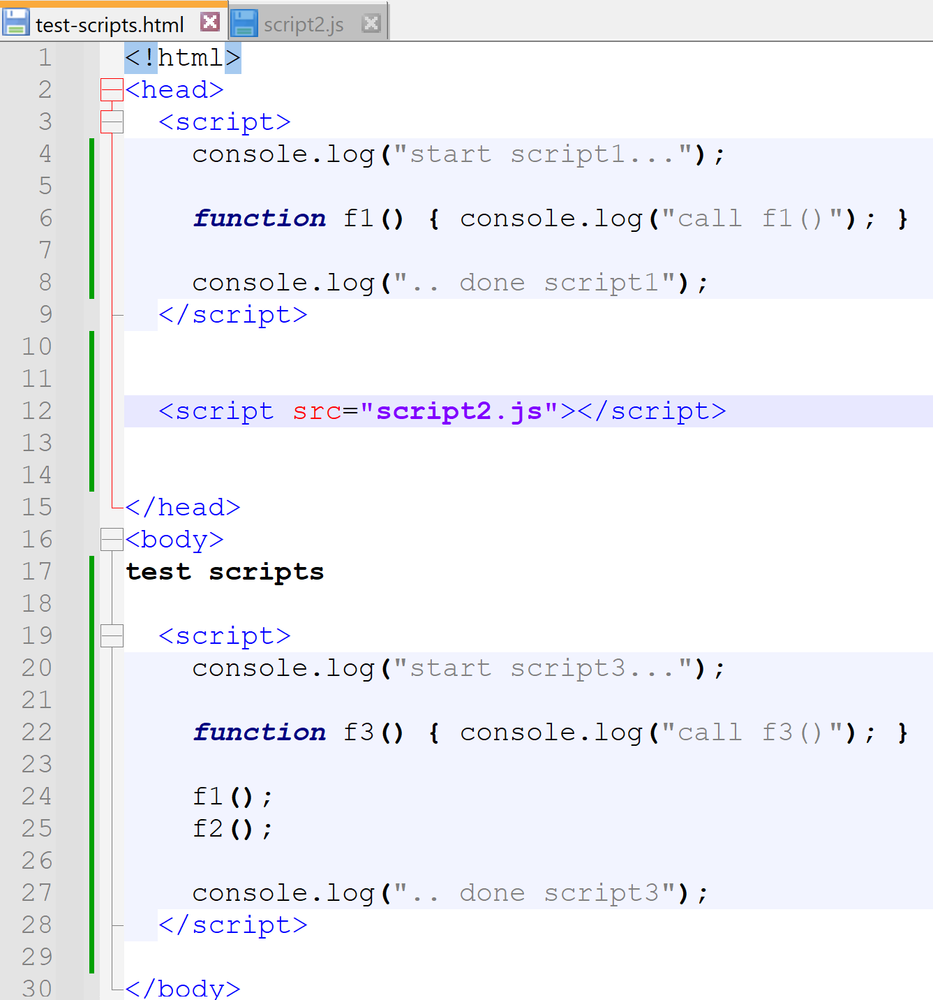 test-scripts.html script2.js
1 <!html>
2 <head>
3 <script>
4 console.log("start script1...");
5
6 function f1() { console.log("call f1()"); }
7
8 console.log(".. done script1");
9 </script>
10
11
12 <script src="script2.js"></script>
13
14
15 </head>
16 <body>
17 test scripts
18
19 <script>
20 console.log("start script3...");
21
22 function f3() { console.log("call f3()"); }
23
24 f1();
25 f2();
26
27 console.log(".. done script3");
28 </script>
29
30 </body>